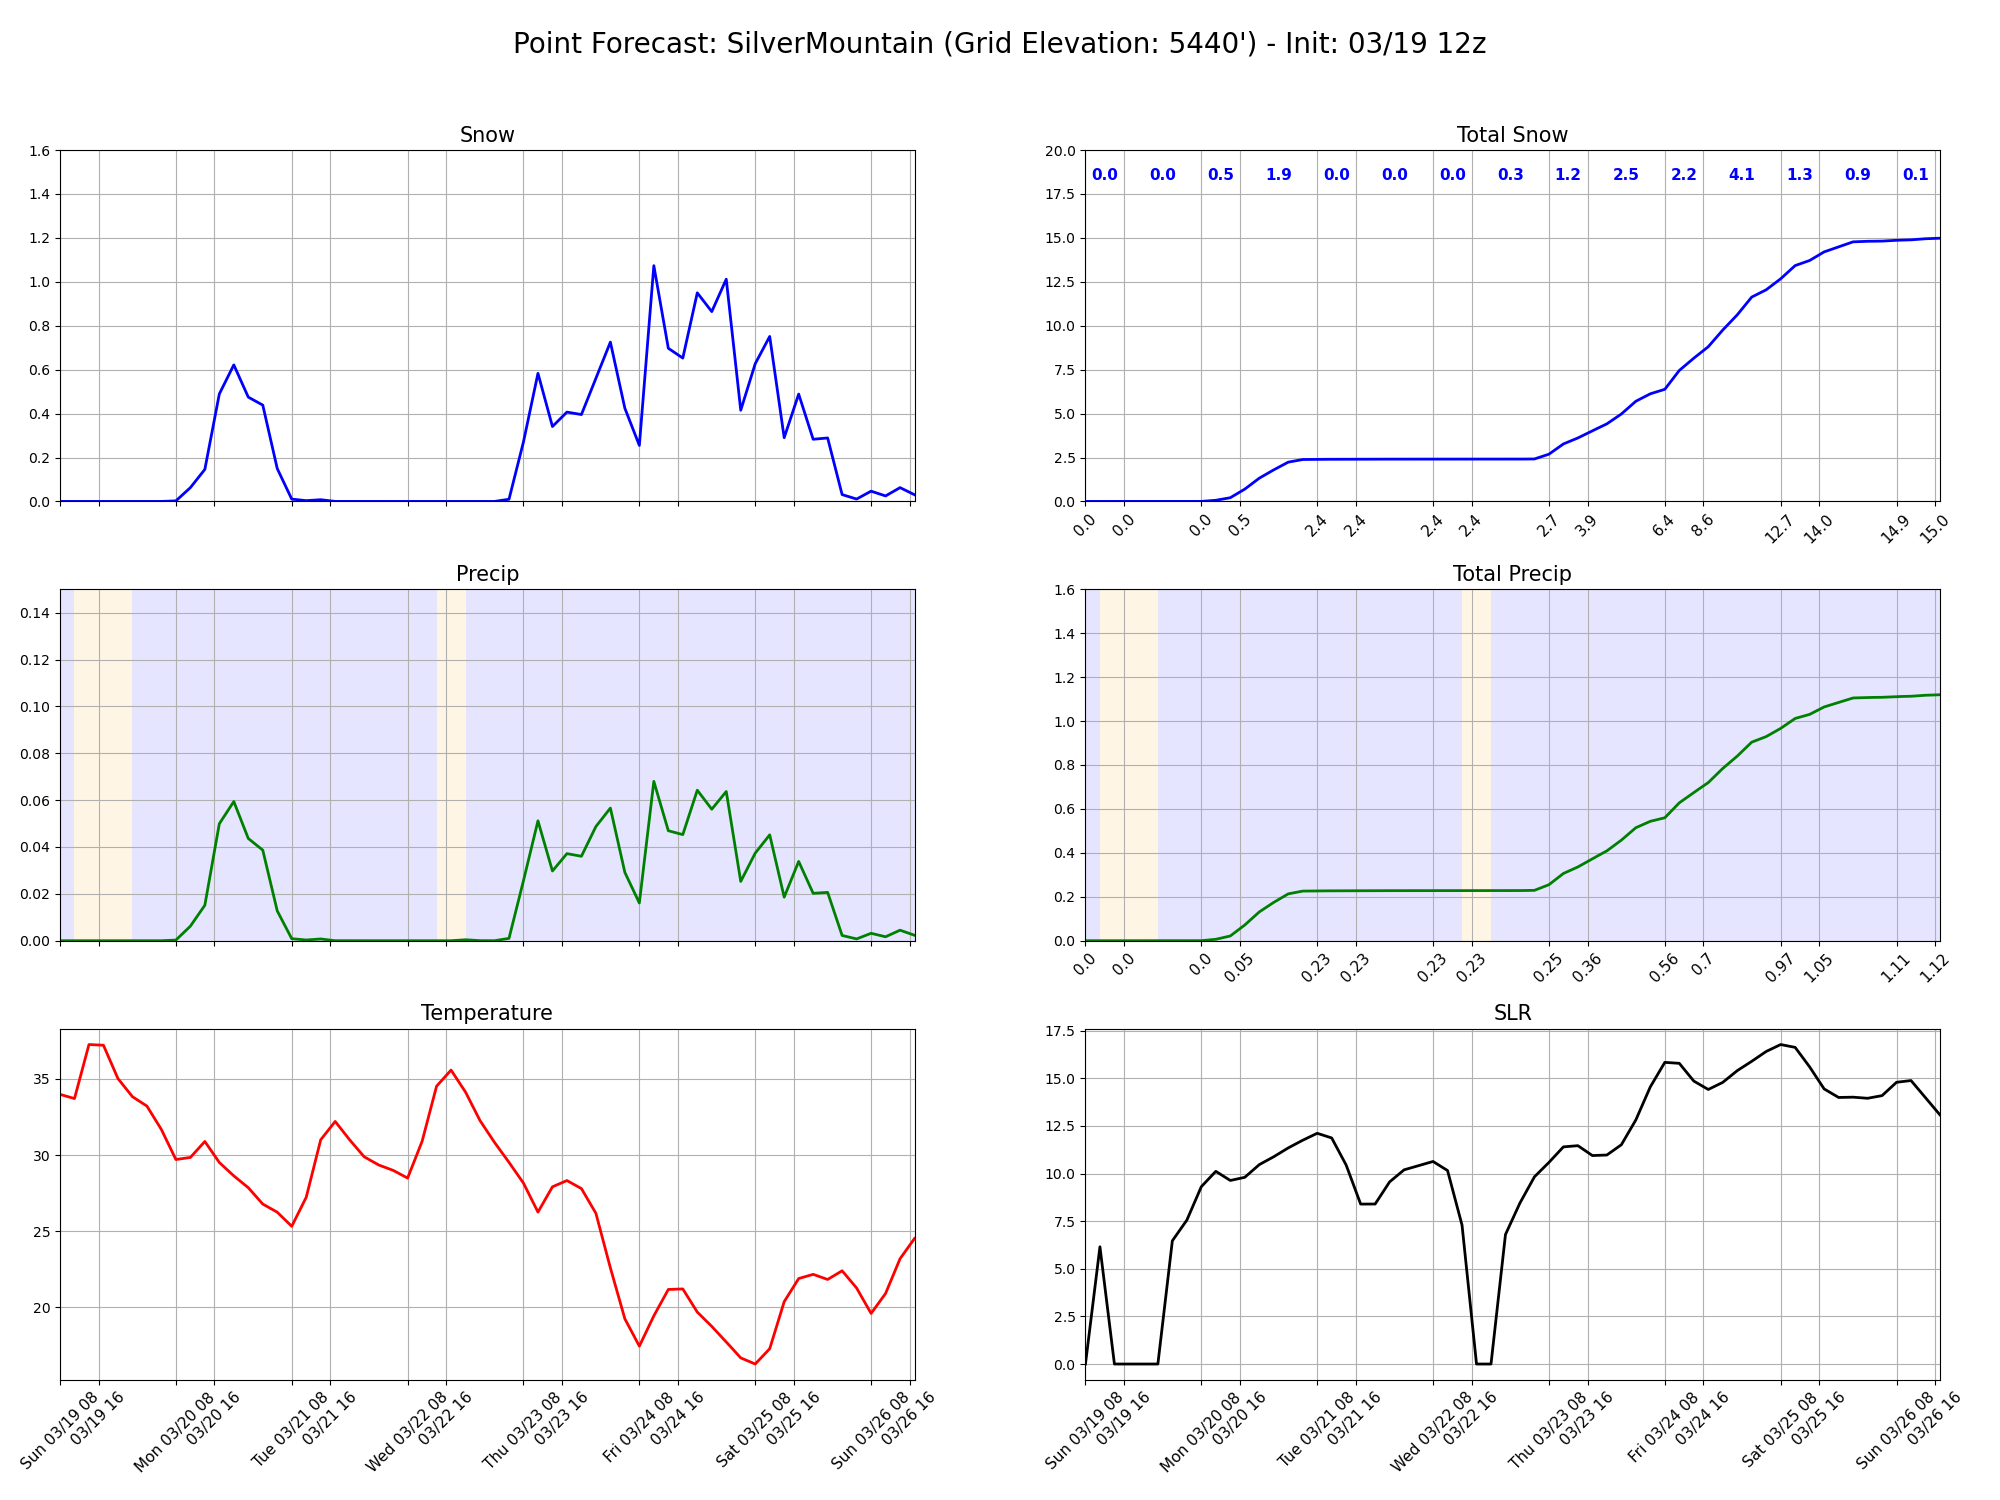 Point Forecast: SilverMountain (Grid Elevation: 5440') - Init: 03/19 12z
Snow
1.6
1.4
1.2
1.0
0.8
0.6
0.4
0.2
0.0
Total Snow
20.0
17.5
15.0
12.5
10.0
7.5
5.0
2.5
0.0
0.0 0.0 0.5 1.9 0.0 0.0 0.0 0.3 1.2 2.5 2.2 4.1 1.3 0.9 0.1
0.0 0.0 0.0 0.5 2.4 2.4 2.4 2.4 2.7 3.9 6.4 8.6 12.7 14.0 14.9 15.0
Precip
0.14
0.12
0.10
0.08
0.06
0.04
0.02
0.00
Total Precip
1.6
1.4
1.2
1.0
0.8
0.6
0.4
0.2
0.0
0.0 0.0 0.0 0.05 0.23 0.23 0.23 0.23 0.25 0.36 0.56 0.7 0.97 1.05 1.11 1.12
Temperature
35
30
25
20
Sun 03/19 08
03/19 16
Mon 03/20 08
03/20 16
Tue 03/21 08
03/21 16
Wed 03/22 08
03/22 16
Thu 03/23 08
03/23 16
Fri 03/24 08
03/24 16
Sat 03/25 08
03/25 16
Sun 03/26 08
03/26 16
SLR
17.5
15.0
12.5
10.0
7.5
5.0
2.5
0.0
Sun 03/19 08
03/19 16
Mon 03/20 08
03/20 16
Tue 03/21 08
03/21 16
Wed 03/22 08
03/22 16
Thu 03/23 08
03/23 16
Fri 03/24 08
03/24 16
Sat 03/25 08
03/25 16
Sun 03/26 08
03/26 16